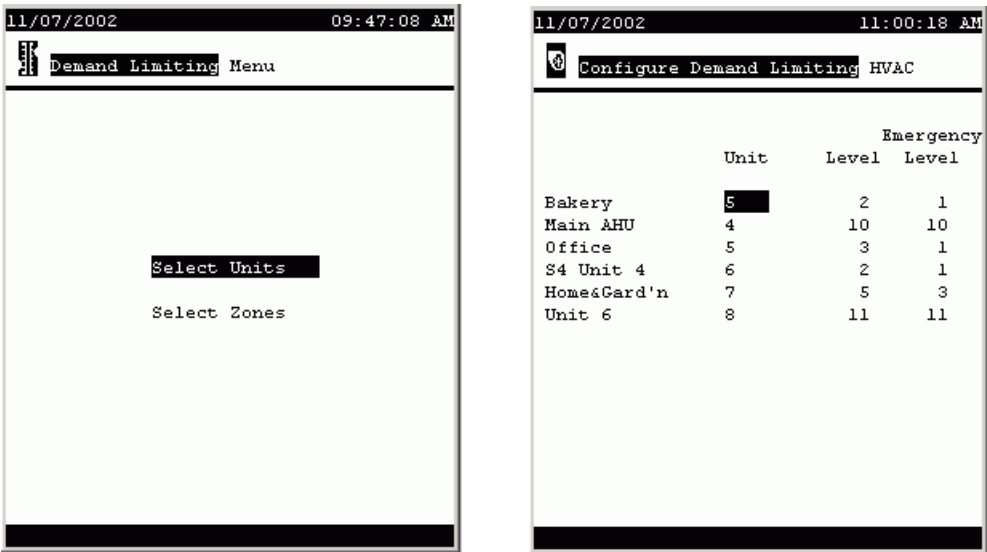 11/07/2002 09:47:08 AM
Demand Limiting Menu
Select Units
Select Zones
11/07/2002 11:00:18 AM
Configure Demand Limiting HVAC
Emergency
Unit Level Level
Bakery 5 2 1
Main AHU 4 10 10
Office 5 3 1
S4 Unit 4 6 2 1
Home&Gard'n 7 5 3
Unit 6 8 11 11